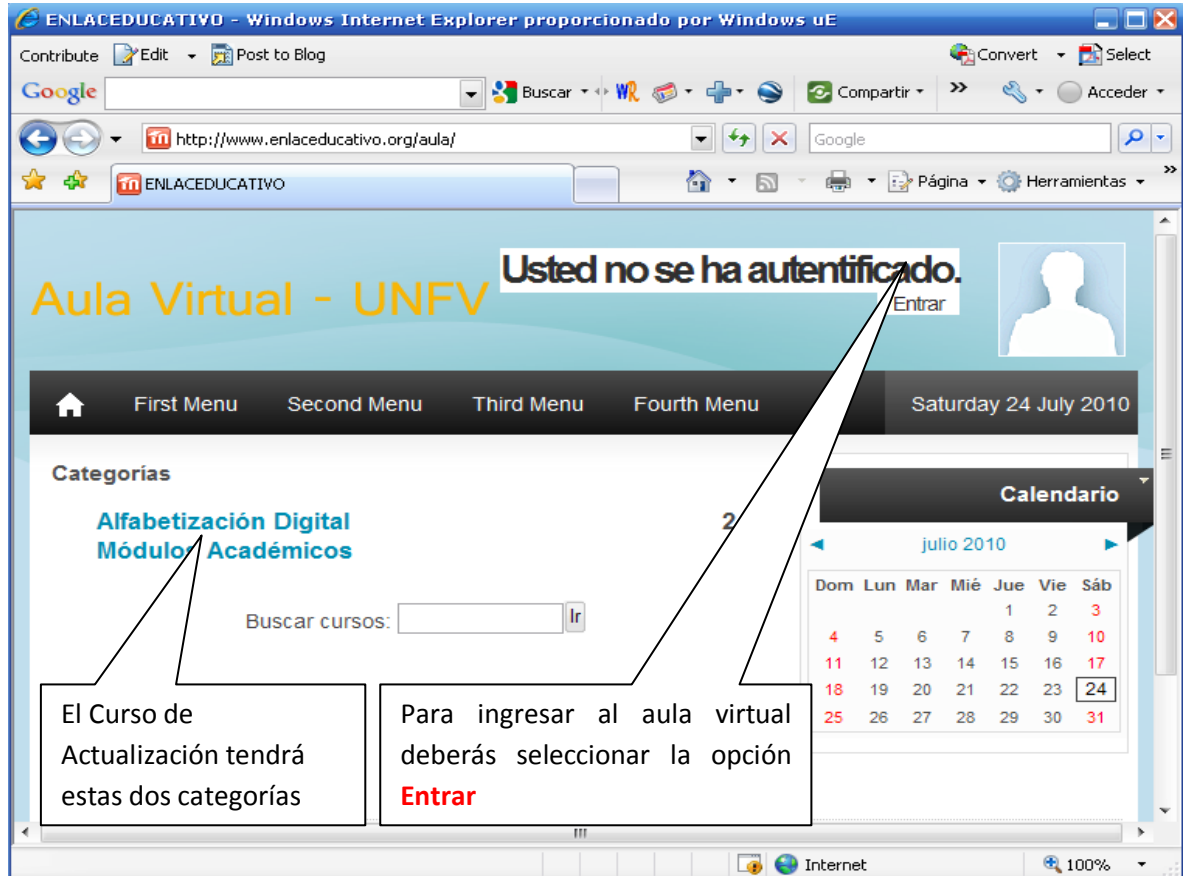 ENLACEDUCATIVO - Windows Internet Explorer proporcionado por Windows uE
Contribute Edit Post to Blog Convert Select
Google Buscar Compartir » Acceder
http://www.enlaceducativo.org/aula/ Google
ENLACEDUCATIVO Página Herramientas »
Usted no se ha autentificado.
Entrar
Aula Virtual - UNFV
First Menu Second Menu Third Menu Fourth Menu Saturday 24 July 2010
Categorías
Alfabetización Digital 2
Módulos Académicos
Buscar cursos: Ir
Calendario
julio 2010
Dom Lun Mar Mié Jue Vie Sáb
1 2 3
4 5 6 7 8 9 10
11 12 13 14 15 16 17
18 19 20 21 22 23 24
25 26 27 28 29 30 31
El Curso de
Actualización tendrá
estas dos categorías
Para ingresar al aula virtual
deberás seleccionar la opción
Entrar
Internet 100%